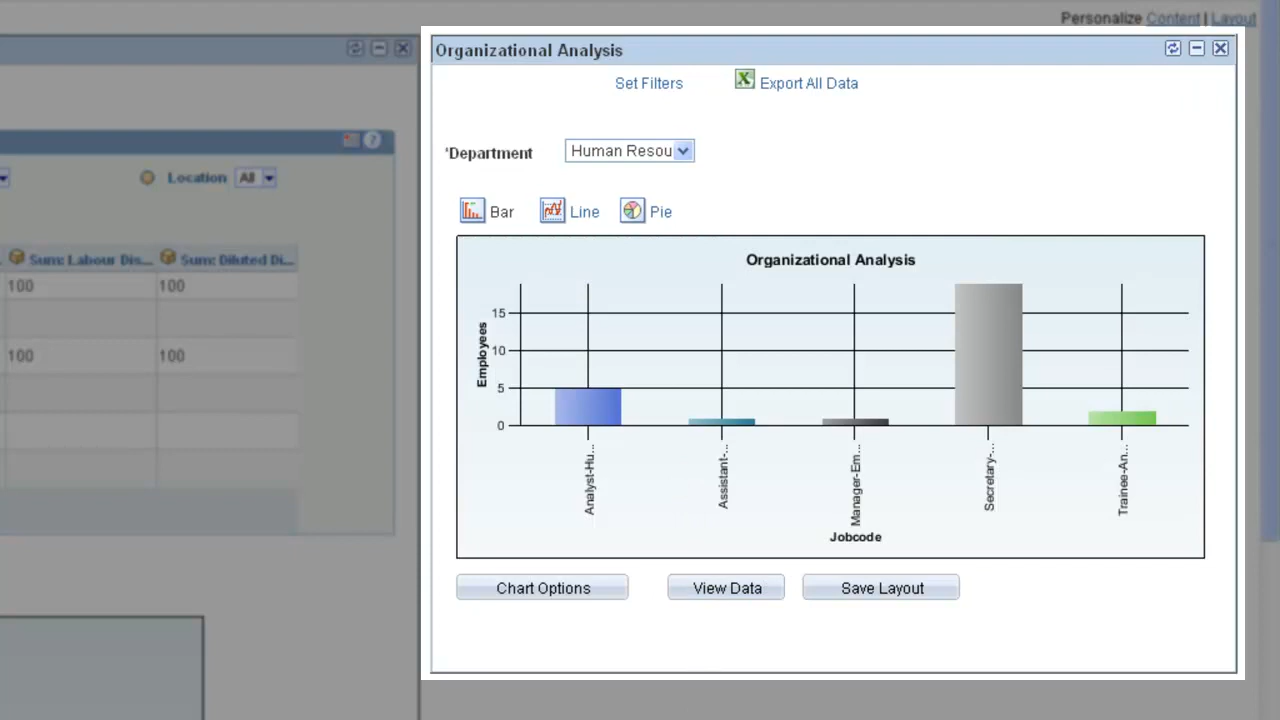 Personalize Content | Layout
Organizational Analysis
Set Filters
Export All Data
Location All
*Department
Human Resou
Bar
Line
Pie
Sum: Labour Dis...
Sum: Diluted Di...
100
100
100
100
Organizational Analysis
Employees
15
10
5
0
Analyst-Hu...
Assistant-...
Manager-Em...
Secretary-...
Trainee-An...
Jobcode
Chart Options
View Data
Save Layout